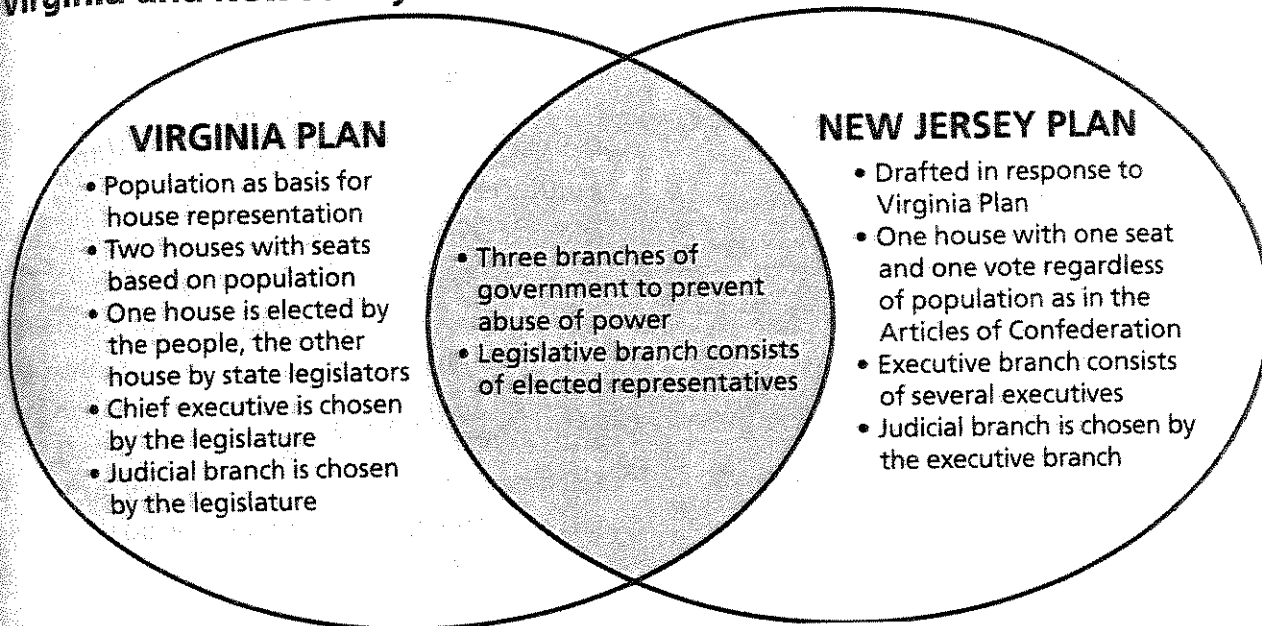 VIRGINIA PLAN
• Population as basis for
house representation
• Two houses with seats
based on population
• One house is elected by
the people, the other
house by state legislators
• Chief executive is chosen
by the legislature
• Judicial branch is chosen
by the legislature
• Three branches of
government to prevent
abuse of power
• Legislative branch consists
of elected representatives
NEW JERSEY PLAN
• Drafted in response to
Virginia Plan
• One house with one seat
and one vote regardless
of population as in the
Articles of Confederation
• Executive branch consists
of several executives
• Judicial branch is chosen by
the executive branch